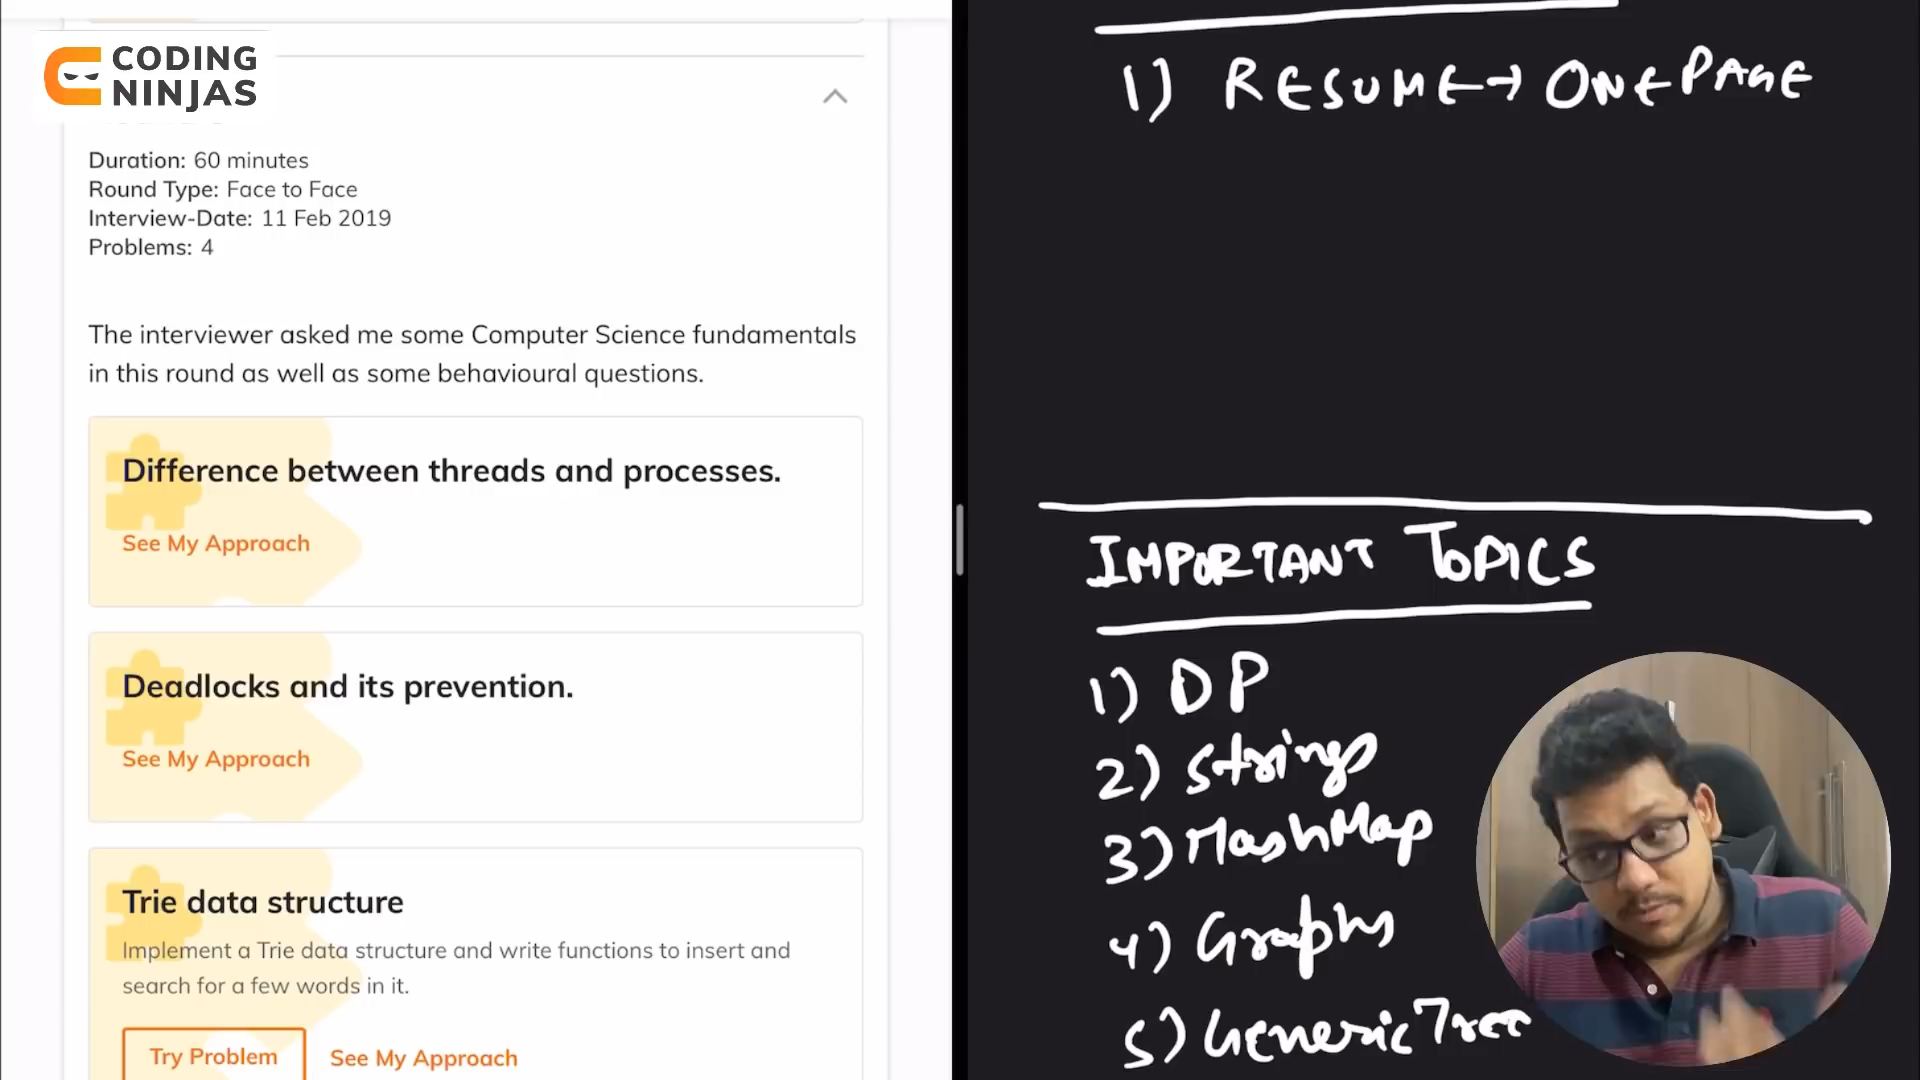 CODING
NINJAS
Duration: 60 minutes
Round Type: Face to Face
Interview-Date: 11 Feb 2019
Problems: 4
The interviewer asked me some Computer Science fundamentals
in this round as well as some behavioural questions.
Difference between threads and processes.
See My Approach
Deadlocks and its prevention.
See My Approach
Trie data structure
Implement a Trie data structure and write functions to insert and
search for a few words in it.
Try Problem
See My Approach
1) RESUME → ONE PAGE
IMPORTANT TOPICS
1) DP
2) Strings
3) HashMap
4) Graphs
5) Generic Tree